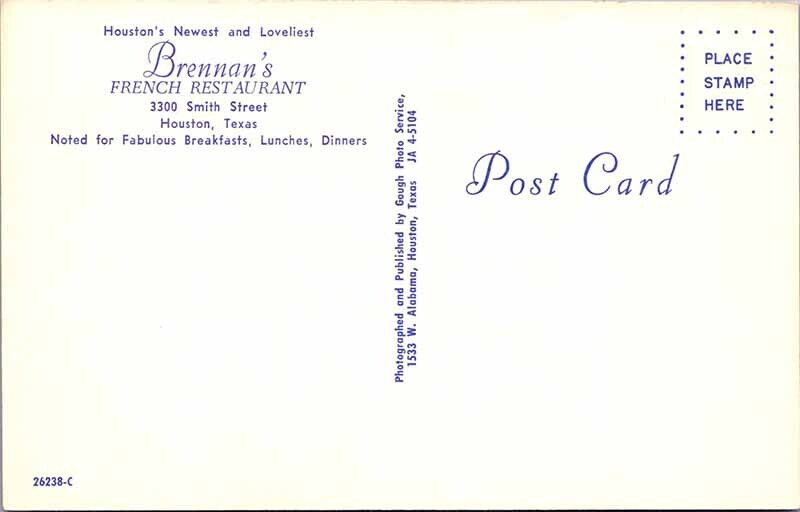 Houston's Newest and Loveliest
Brennan's
FRENCH RESTAURANT
3300 Smith Street
Houston, Texas
Noted for Fabulous Breakfasts, Lunches, Dinners
Photographed and Published by Gough Photo Service,
1533 W. Alabama, Houston, Texas JA 4-5104
PLACE
STAMP
HERE
Post Card
26238-C